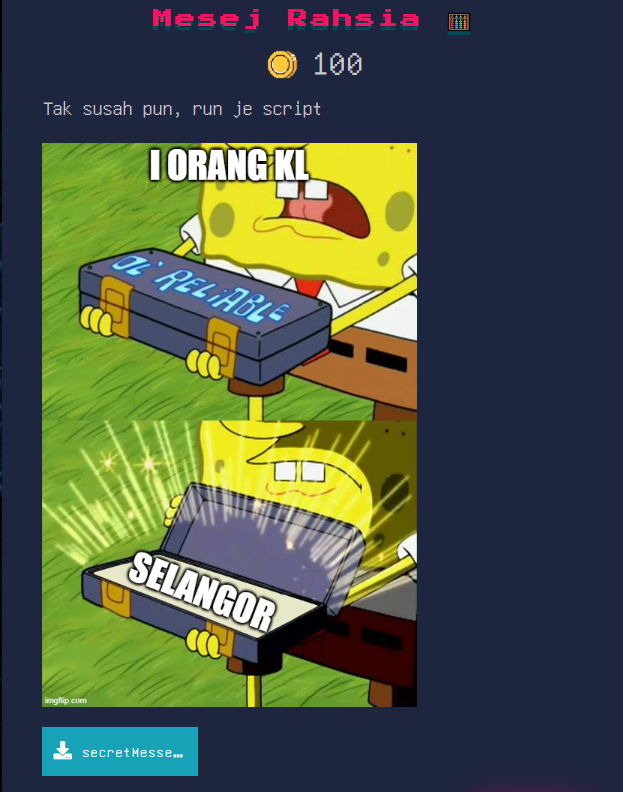 Mesej Rahsia
100
Tak susah pun, run je script
I ORANG KL
OL' RELIABLE
SELANGOR
imgflip.com
secretMesse…